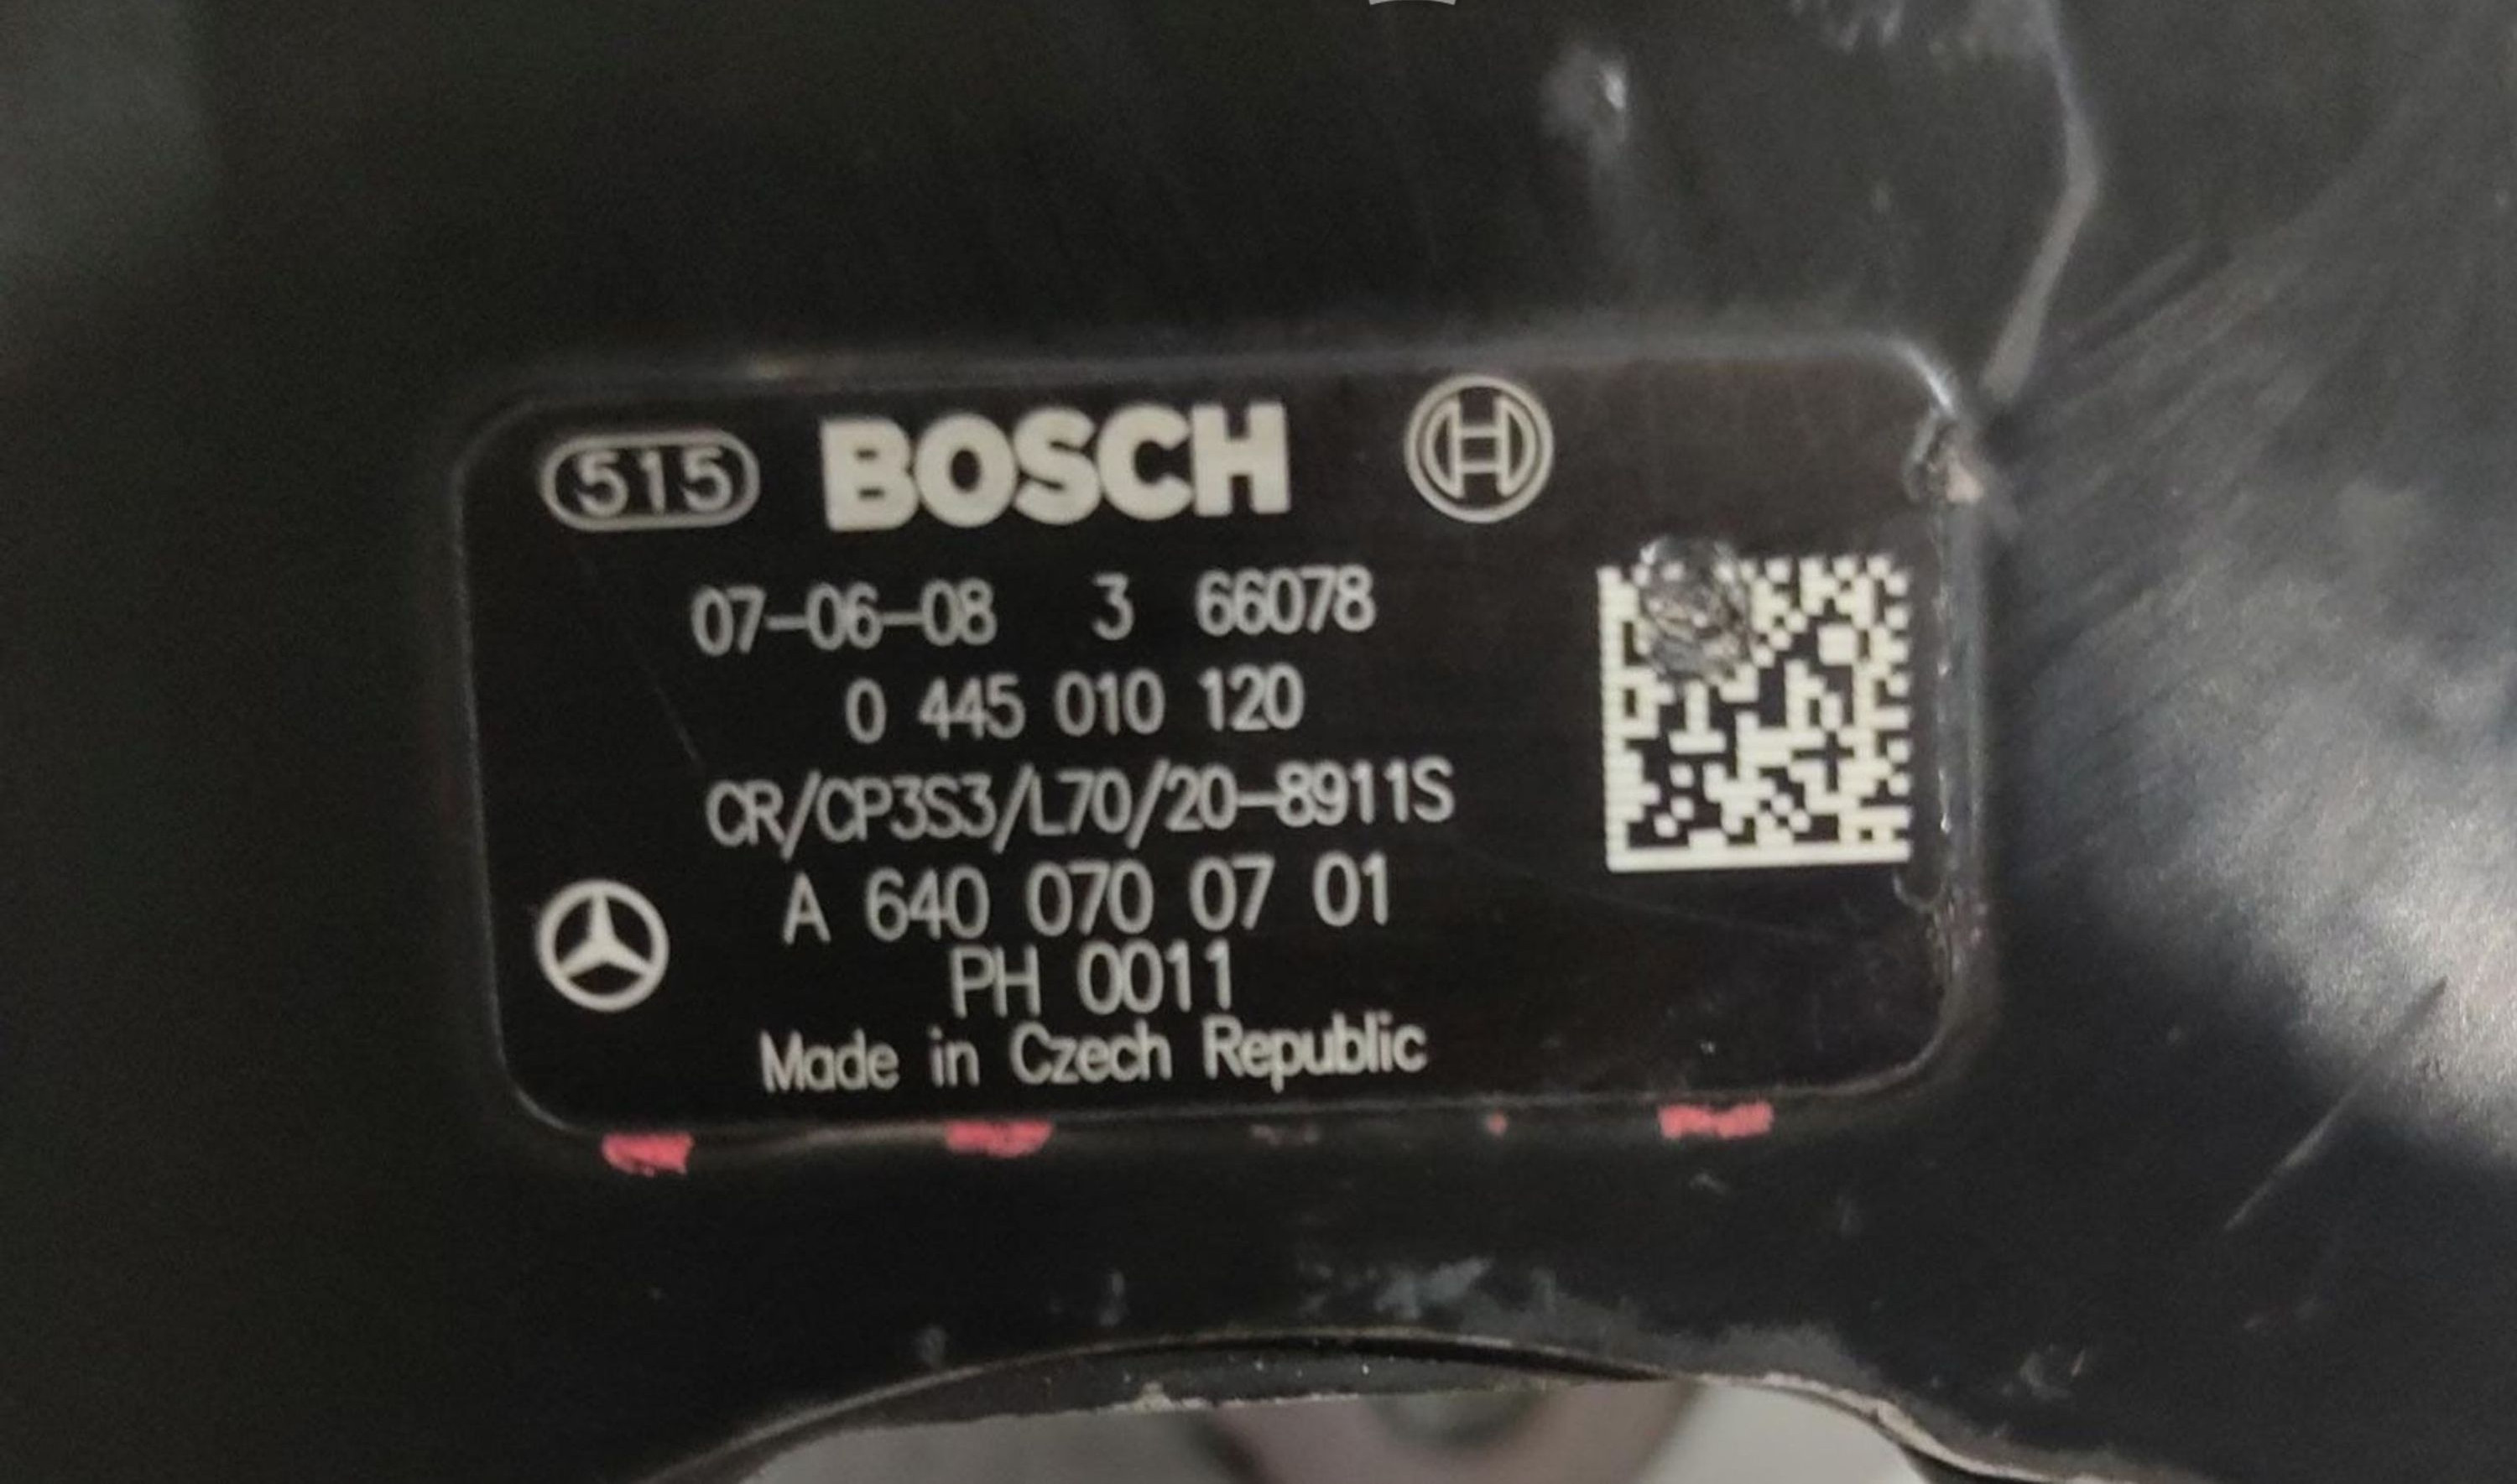 515 BOSCH
07-06-08 3 66078
0 445 010 120
CR/CP3S3/L70/20-8911S
A 640 070 07 01
PH 0011
Made in Czech Republic